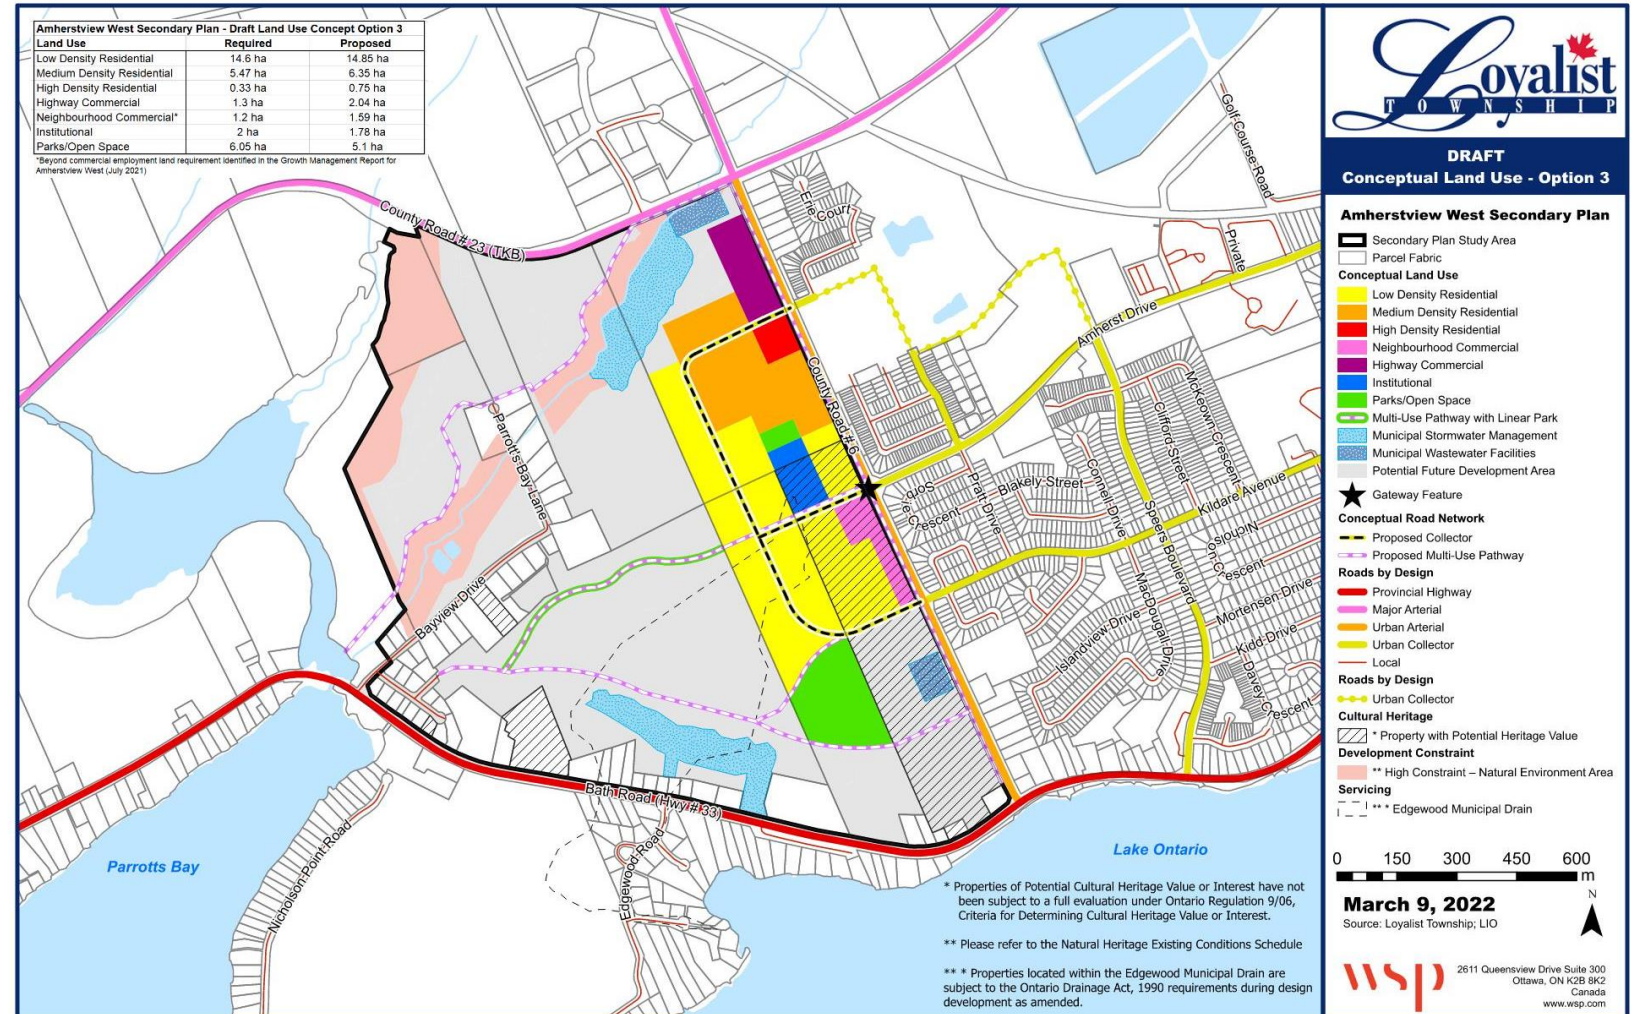 Amherstview West Secondary Plan - Draft Land Use Concept Option 3
Land Use Required Proposed
Low Density Residential 14.6 ha 14.85 ha
Medium Density Residential 5.47 ha 6.35 ha
High Density Residential 0.33 ha 0.75 ha
Highway Commercial 1.3 ha 2.04 ha
Neighbourhood Commercial* 1.2 ha 1.59 ha
Institutional 2 ha 1.78 ha
Parks/Open Space 6.05 ha 5.1 ha
*Beyond commercial employment land requirement identified in the Growth Management Report for
Amherstview West (July 2021)
County Road # 23 (TKB)
Erie Court
Golf-Course-Road
Private
Amherst Drive
County Road # 6
Parrott's-Bay-Lane
Bayview-Drive
McKeown-Crescent
Clifford-Street
Connell-Drive
Pratt-Drive
Blakely-Street
Kildare Avenue
Speers-Boulevard
MacDougall-Drive
Islandview-Drive
Mortensen-Drive
Kidd-Drive
Davey-Crescent
Bath Road (Hwy # 33)
Edgewood-Road
Nicholson-Point-Road
Parrotts Bay
Lake Ontario
* Properties of Potential Cultural Heritage Value or Interest have not
been subject to a full evaluation under Ontario Regulation 9/06,
Criteria for Determining Cultural Heritage Value or Interest.
** Please refer to the Natural Heritage Existing Conditions Schedule
** * Properties located within the Edgewood Municipal Drain are
subject to the Ontario Drainage Act, 1990 requirements during design
development as amended.
Loyalist
TOWNSHIP
DRAFT
Conceptual Land Use - Option 3
Amherstview West Secondary Plan
Secondary Plan Study Area
Parcel Fabric
Conceptual Land Use
Low Density Residential
Medium Density Residential
High Density Residential
Neighbourhood Commercial
Highway Commercial
Institutional
Parks/Open Space
Multi-Use Pathway with Linear Park
Municipal Stormwater Management
Municipal Wastewater Facilities
Potential Future Development Area
Gateway Feature
Conceptual Road Network
Proposed Collector
Proposed Multi-Use Pathway
Roads by Design
Provincial Highway
Major Arterial
Urban Arterial
Urban Collector
Local
Roads by Design
Urban Collector
Cultural Heritage
* Property with Potential Heritage Value
Development Constraint
** High Constraint – Natural Environment Area
Servicing
** * Edgewood Municipal Drain
0 150 300 450 600
m
N
March 9, 2022
Source: Loyalist Township; LIO
wsp
2611 Queensview Drive Suite 300
Ottawa, ON K2B 8K2
Canada
www.wsp.com